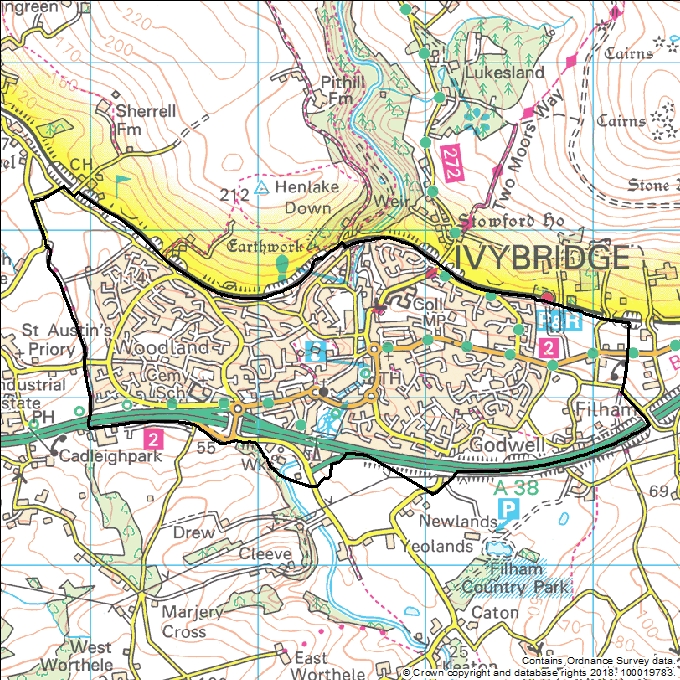 ngreen
200
220
170
Lukesland
Cairns
Pithill
Fm
Sherrell
Fm
Cairns
272
Two Moors Way
CH
212
Henlake
Down
Weir
Stone
Stowford Ho
Earthwork
IVYBRIDGE
Col
MP
St Austin's
Priory
Woodland
P&R
2
Cemy
Sch
TH
ndustrial
state
PH
Filham
Godwell
2
Cadleighpark
55
Wks
A 38
69
P
Newlands
Drew
Yeolands
Cleeve
Filham
Country Park
Marjery
Cross
Caton
West
Worthele
25
East
Worthele
Keaton
Contains Ordnance Survey data.
© Crown copyright and database rights 2018. 100019783.